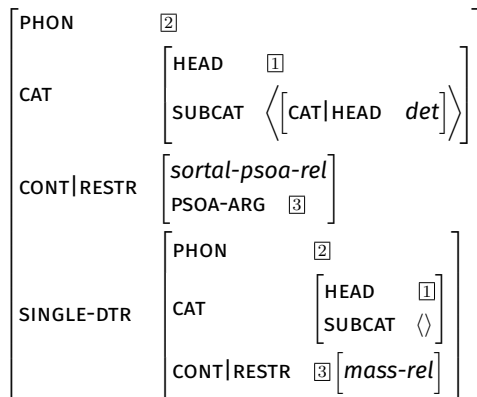 PHON 2
CAT HEAD 1
SUBCAT ⟨[CAT|HEAD det]⟩
CONT|RESTR sortal-psoa-rel
PSOA-ARG 3
SINGLE-DTR PHON 2
CAT HEAD 1
SUBCAT ⟨⟩
CONT|RESTR 3 [mass-rel]